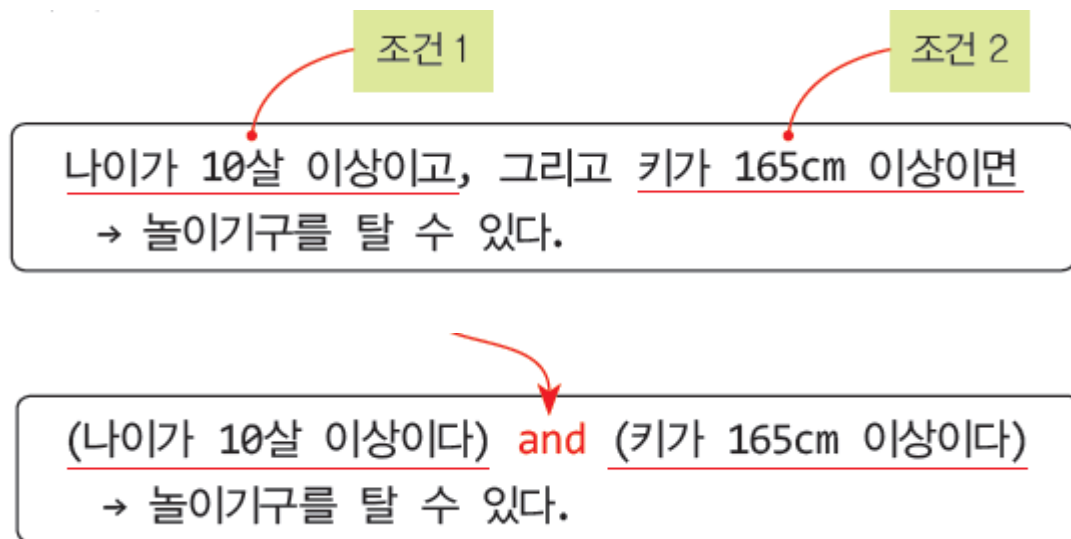 조건 1
조건 2
나이가 10살 이상이고, 그리고 키가 165cm 이상이면
→ 놀이기구를 탈 수 있다.
(나이가 10살 이상이다) and (키가 165cm 이상이다)
→ 놀이기구를 탈 수 있다.